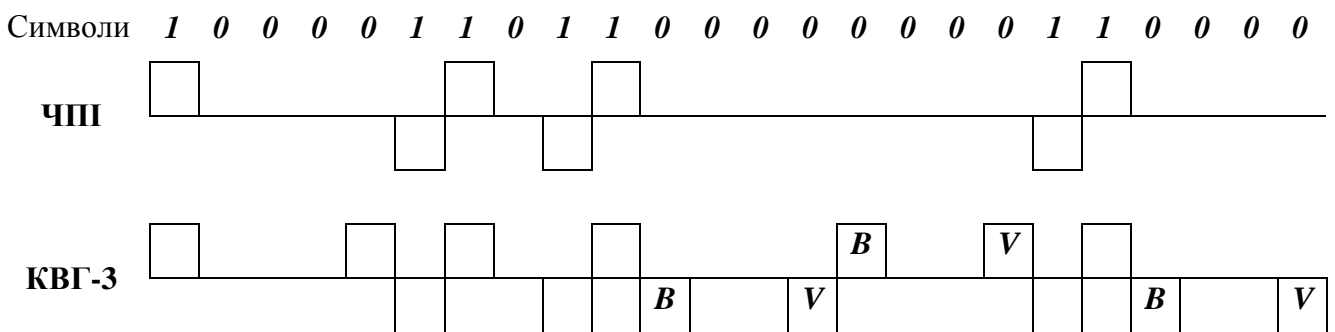 Символи 1 0 0 0 0 1 1 0 1 1 0 0 0 0 0 0 0 0 1 1 0 0 0 0
ЧПІ
B V
КВГ-3
B V B V